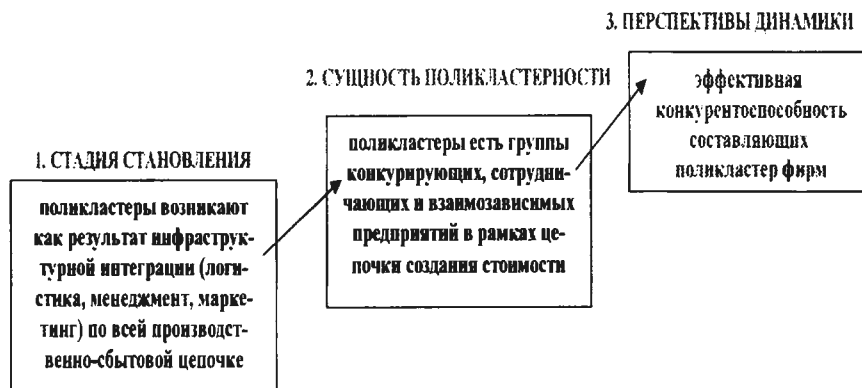 3. ПЕРСПЕКТИВЫ ДИНАМИКИ
эффективная
конкурентоспособность
составляющих
поликластер фирм
2. СУЩНОСТЬ ПОЛИКЛАСТЕРНОСТИ
поликластеры есть группы
конкурирующих, сотрудни-
чающих и взаимозависимых
предприятий в рамках це-
почки создания стоимости
1. СТАДИЯ СТАНОВЛЕНИЯ
поликластеры возникают
как результат инфраструк-
турной интеграции (логи-
стика, менеджмент, марке-
тинг) по всей производст-
венно-сбытовой цепочке